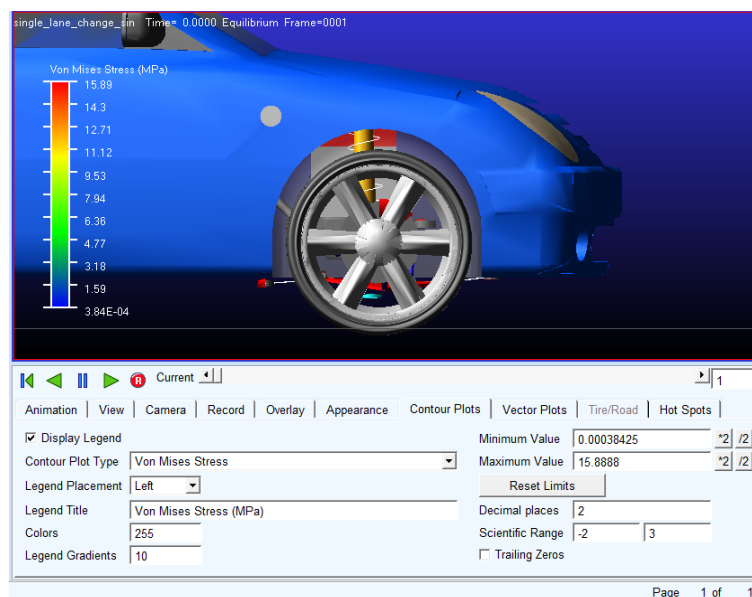 single_lane_change_sin Time= 0.0000 Equilibrium Frame=0001
Von Mises Stress (MPa)
15.89
14.3
12.71
11.12
9.53
7.94
6.36
4.77
3.18
1.59
3.84E-04
R Current 1
Animation View Camera Record Overlay Appearance Contour Plots Vector Plots Tire/Road Hot Spots
Display Legend
Minimum Value 0.00038425 *2 /2
Contour Plot Type Von Mises Stress
Maximum Value 15.8888 *2 /2
Legend Placement Left
Reset Limits
Legend Title Von Mises Stress (MPa)
Decimal places 2
Colors 255
Scientific Range -2 3
Legend Gradients 10
Trailing Zeros
Page 1 of 1